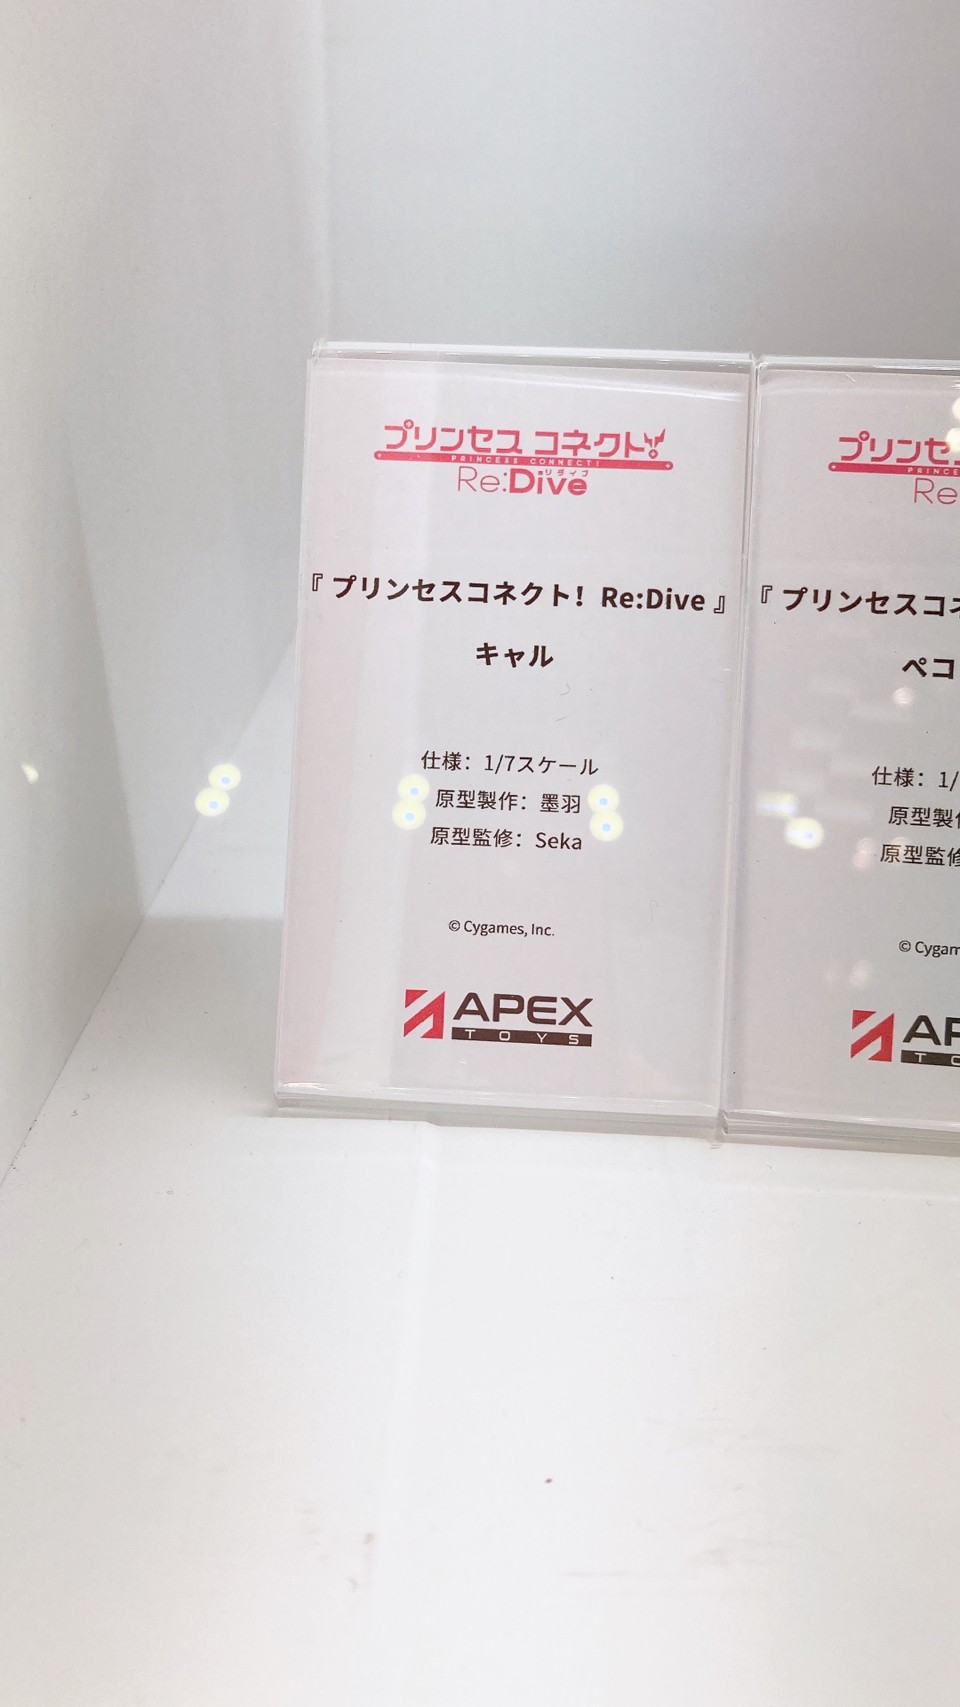 プリンセスコネクト!
PRINCESS CONNECT!
リダイブ
Re:Dive
『プリンセスコネクト! Re:Dive』
キャル
仕様：1/7スケール
原型製作：墨羽
原型監修：Seka
© Cygames, Inc.
APEX
TOYS
プリンセ
PRINCE
Re
『プリンセスコネ
ペコ
仕様：1/
原型製作
原型監修
© Cygam
AP
TO